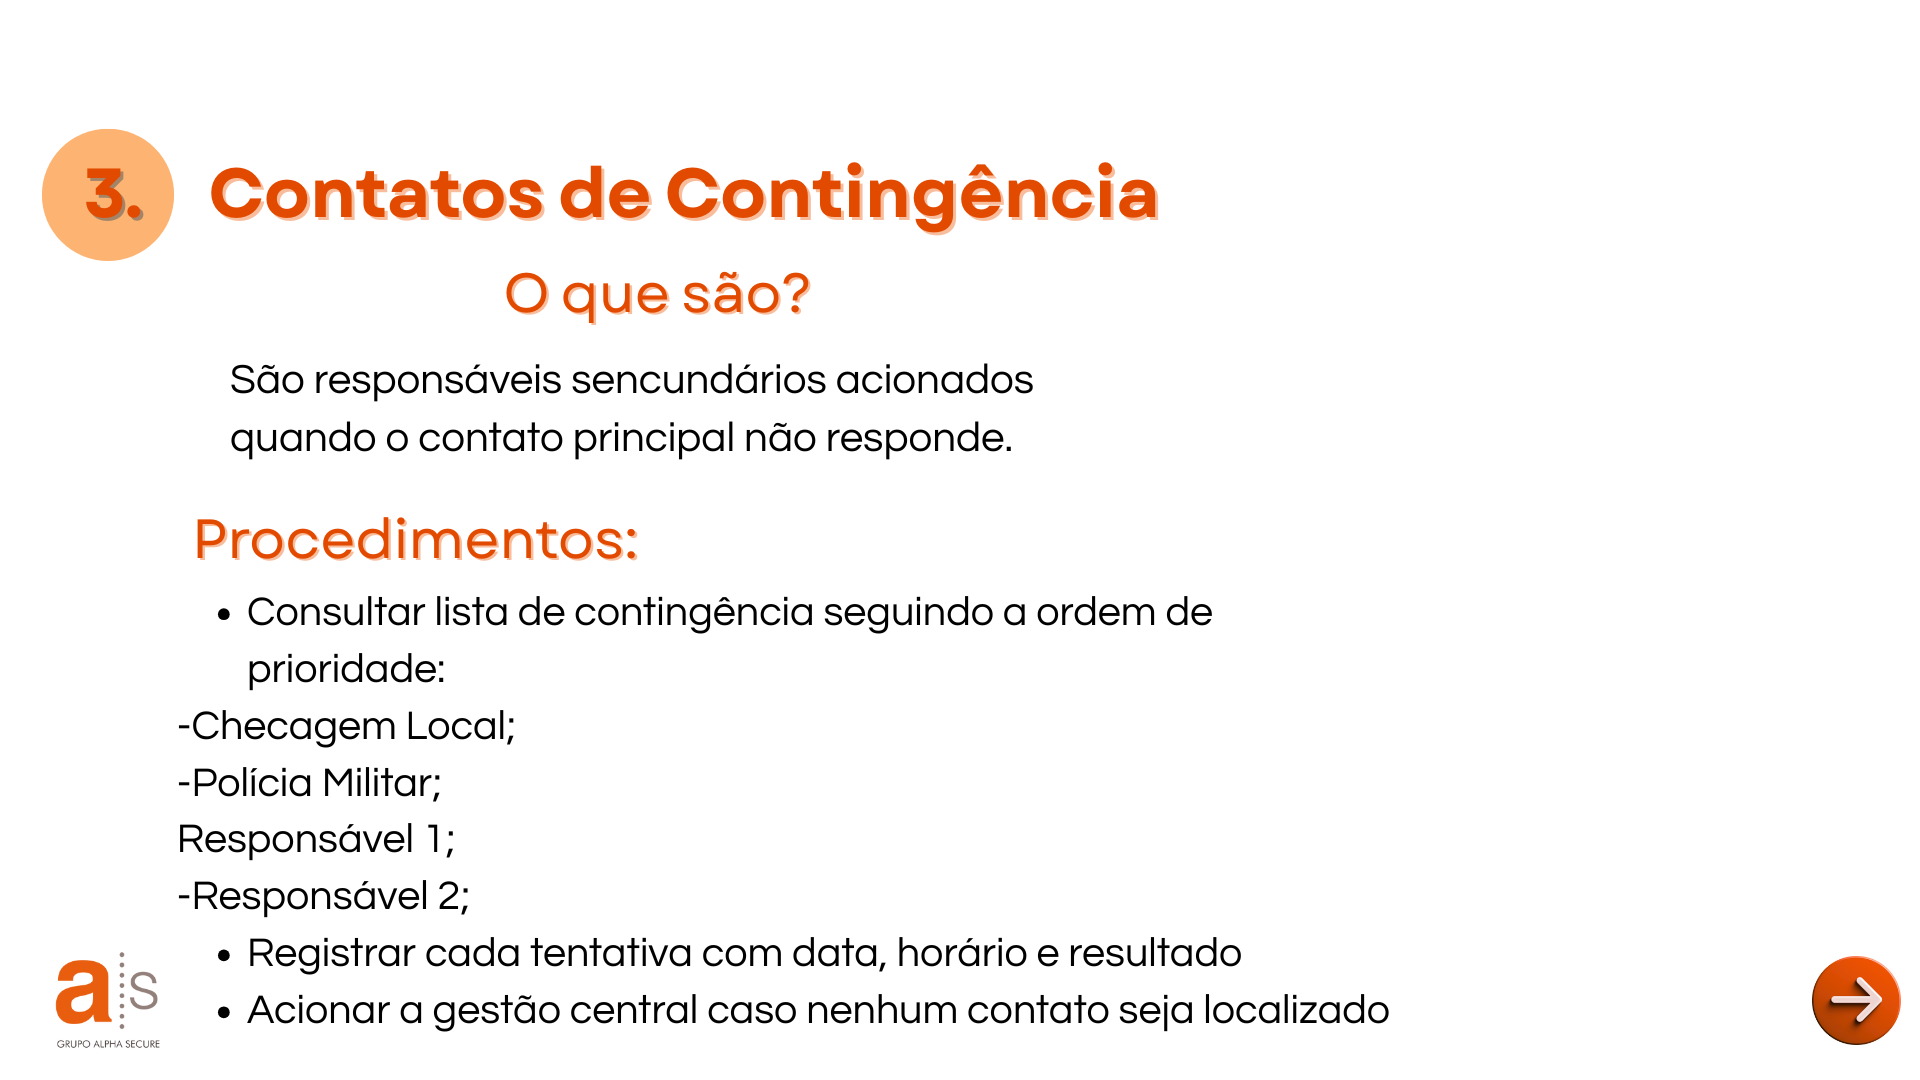 3. Contatos de Contingência
O que são?
São responsáveis sencundários acionados
quando o contato principal não responde.
Procedimentos:
• Consultar lista de contingência seguindo a ordem de
prioridade:
-Checagem Local;
-Polícia Militar;
Responsável 1;
-Responsável 2;
• Registrar cada tentativa com data, horário e resultado
• Acionar a gestão central caso nenhum contato seja localizado
a s
GRUPO ALPHA SECURE